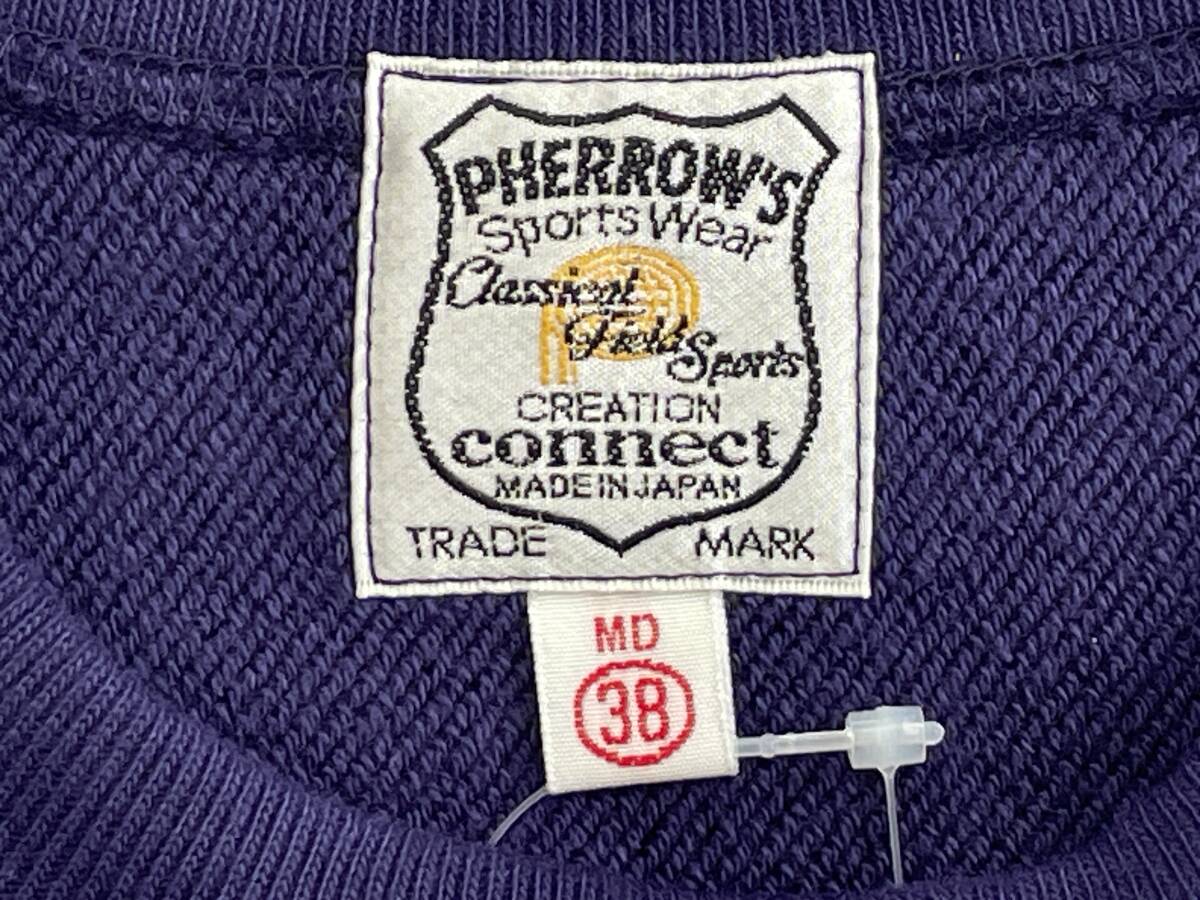 PHERROW'S
Sports Wear
Classical
Field
Sports
CREATION
connect
MADE IN JAPAN
TRADE MARK
MD
38